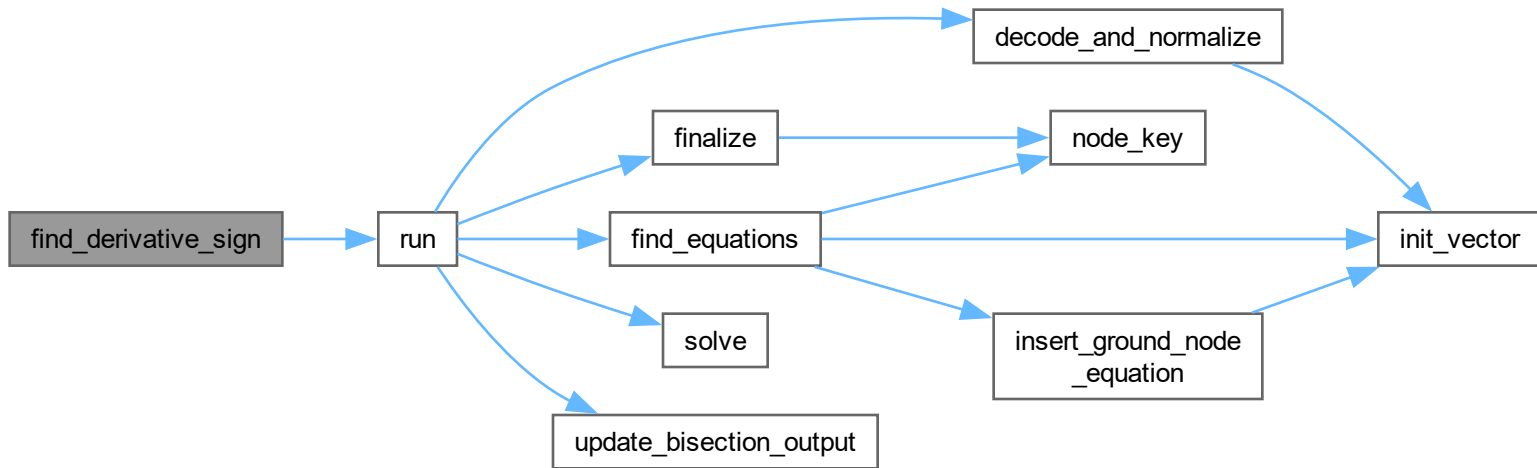 decode_and_normalize
finalize
node_key
find_derivative_sign
run
find_equations
init_vector
solve
insert_ground_node
_equation
update_bisection_output